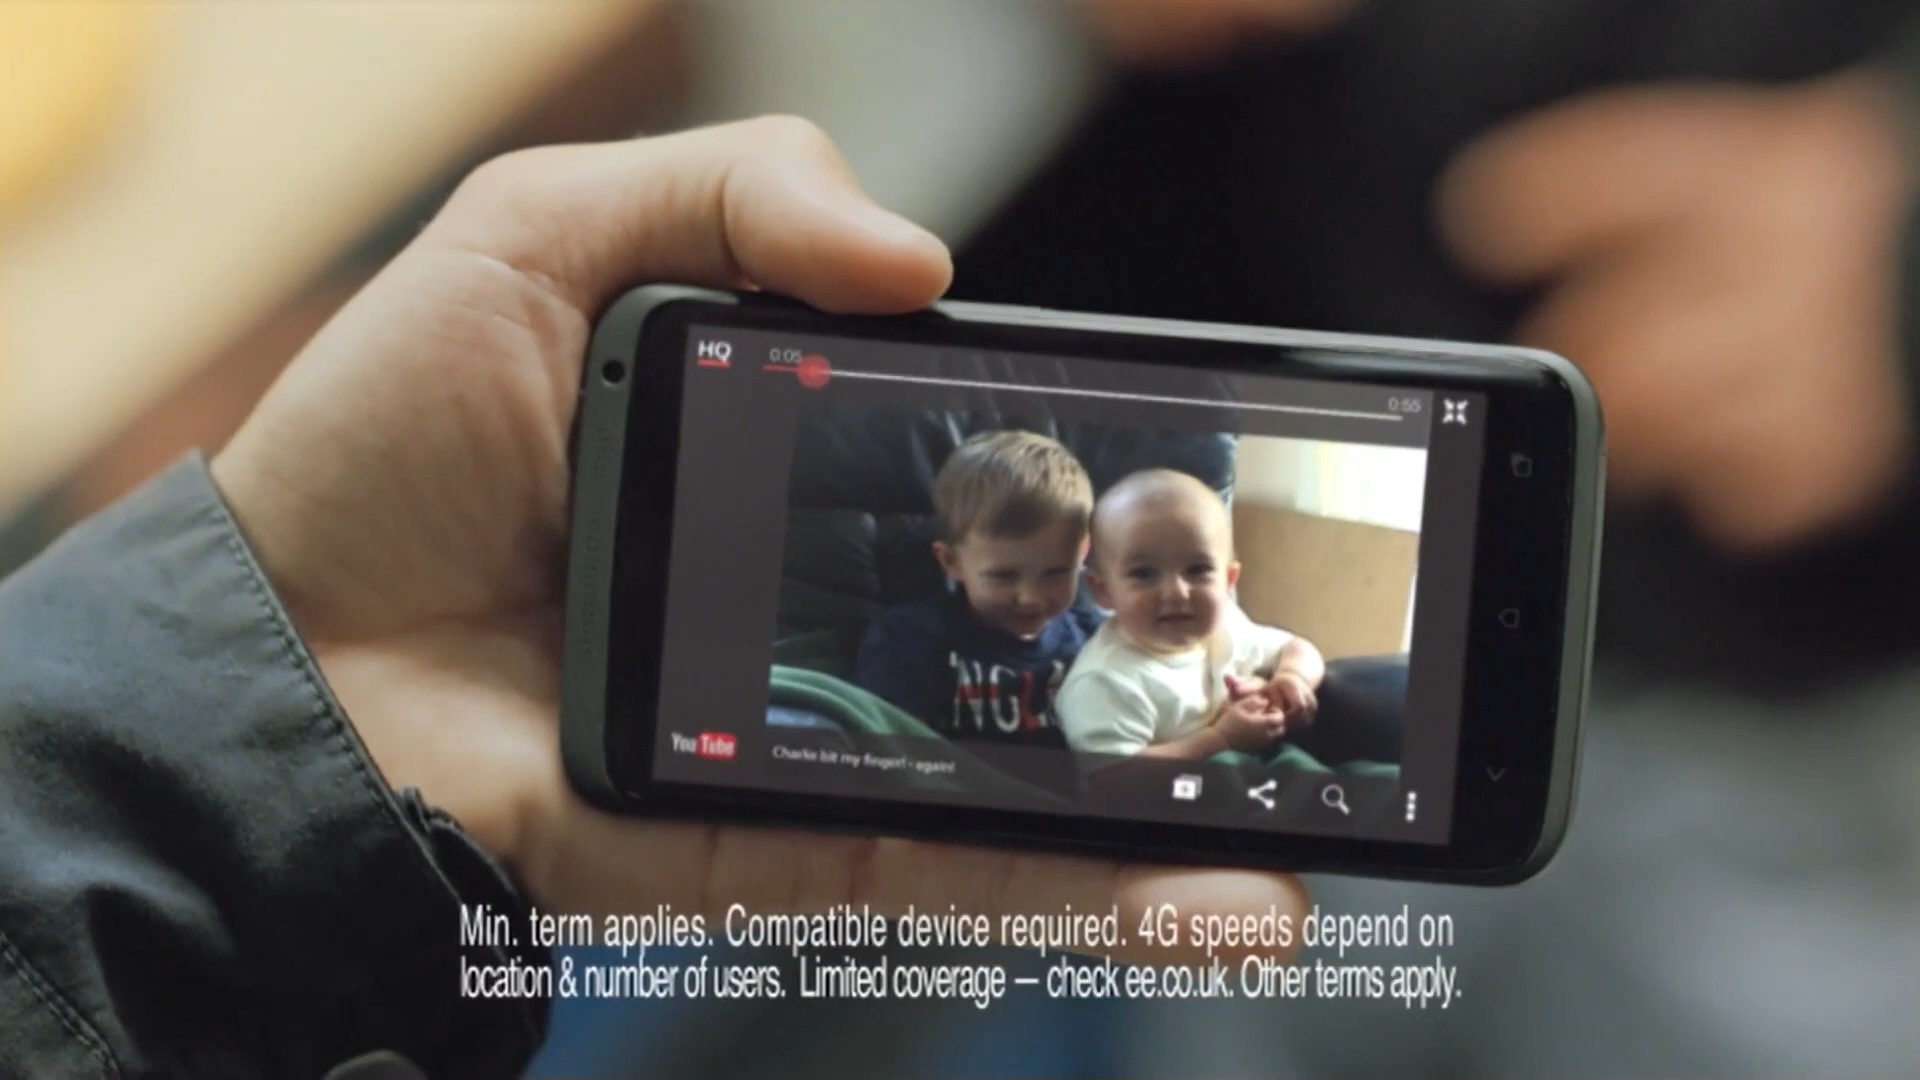 HQ
0:05
0:55
NGL
YouTube
Charlie bit my finger! - again!
Min. term applies. Compatible device required. 4G speeds depend on
location & number of users. Limited coverage – check ee.co.uk. Other terms apply.